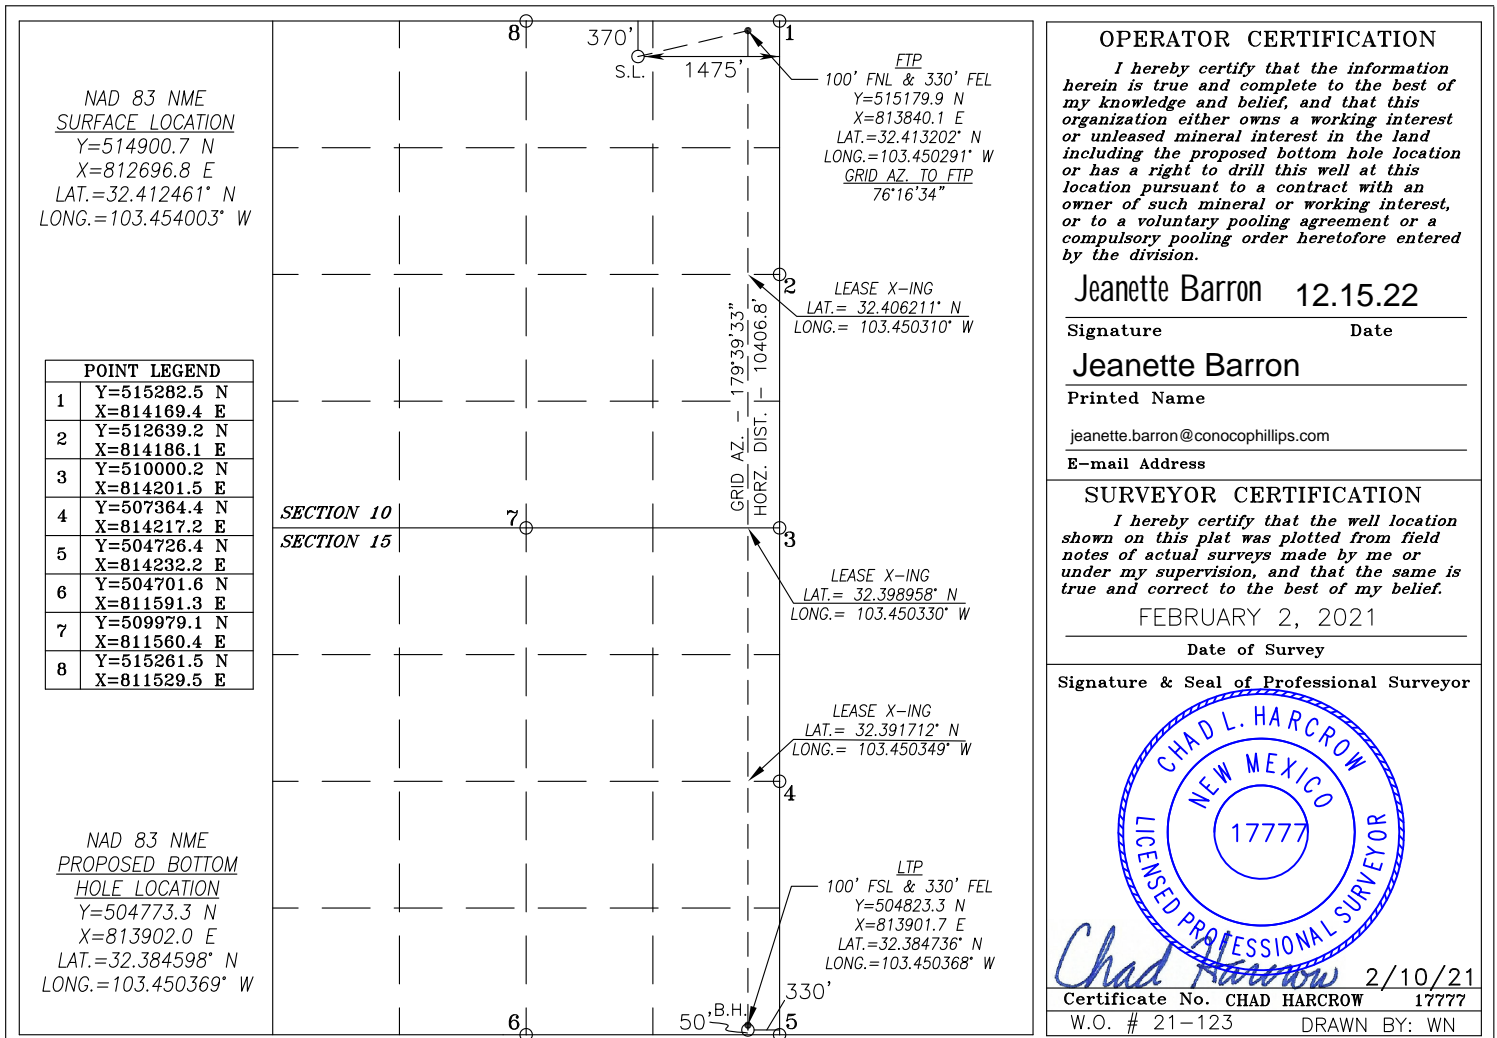 NAD 83 NME
SURFACE LOCATION
Y=514900.7 N
X=812696.8 E
LAT.=32.412461° N
LONG.=103.454003° W
POINT LEGEND
1 Y=515282.5 N
X=814169.4 E
2 Y=512639.2 N
X=814186.1 E
3 Y=510000.2 N
X=814201.5 E
4 Y=507364.4 N
X=814217.2 E
5 Y=504726.4 N
X=814232.2 E
6 Y=504701.6 N
X=811591.3 E
7 Y=509979.1 N
X=811560.4 E
8 Y=515261.5 N
X=811529.5 E
NAD 83 NME
PROPOSED BOTTOM
HOLE LOCATION
Y=504773.3 N
X=813902.0 E
LAT.=32.384598° N
LONG.=103.450369° W
8
370'
1
S.L.
1475'
FTP
100' FNL & 330' FEL
Y=515179.9 N
X=813840.1 E
LAT.=32.413202° N
LONG.=103.450291° W
GRID AZ. TO FTP
76°16'34"
2
LEASE X-ING
LAT.= 32.406211° N
LONG.= 103.450310° W
GRID AZ. - 179°39'33"
HORZ. DIST. - 10406.8'
SECTION 10
7
3
SECTION 15
LEASE X-ING
LAT.= 32.398958° N
LONG.= 103.450330° W
LEASE X-ING
LAT.= 32.391712° N
LONG.= 103.450349° W
4
LTP
100' FSL & 330' FEL
Y=504823.3 N
X=813901.7 E
LAT.=32.384736° N
LONG.=103.450368° W
330'
B.H.
50'
6
5
OPERATOR CERTIFICATION
I hereby certify that the information
herein is true and complete to the best of
my knowledge and belief, and that this
organization either owns a working interest
or unleased mineral interest in the land
including the proposed bottom hole location
or has a right to drill this well at this
location pursuant to a contract with an
owner of such mineral or working interest,
or to a voluntary pooling agreement or a
compulsory pooling order heretofore entered
by the division.
Jeanette Barron 12.15.22
Signature Date
Jeanette Barron
Printed Name
jeanette.barron@conocophillips.com
E-mail Address
SURVEYOR CERTIFICATION
I hereby certify that the well location
shown on this plat was plotted from field
notes of actual surveys made by me or
under my supervision, and that the same is
true and correct to the best of my belief.
FEBRUARY 2, 2021
Date of Survey
Signature & Seal of Professional Surveyor
CHAD L. HARCROW
NEW MEXICO
17777
LICENSED PROFESSIONAL SURVEYOR
Chad Harcrow 2/10/21
Certificate No. CHAD HARCROW 17777
W.O. # 21-123 DRAWN BY: WN